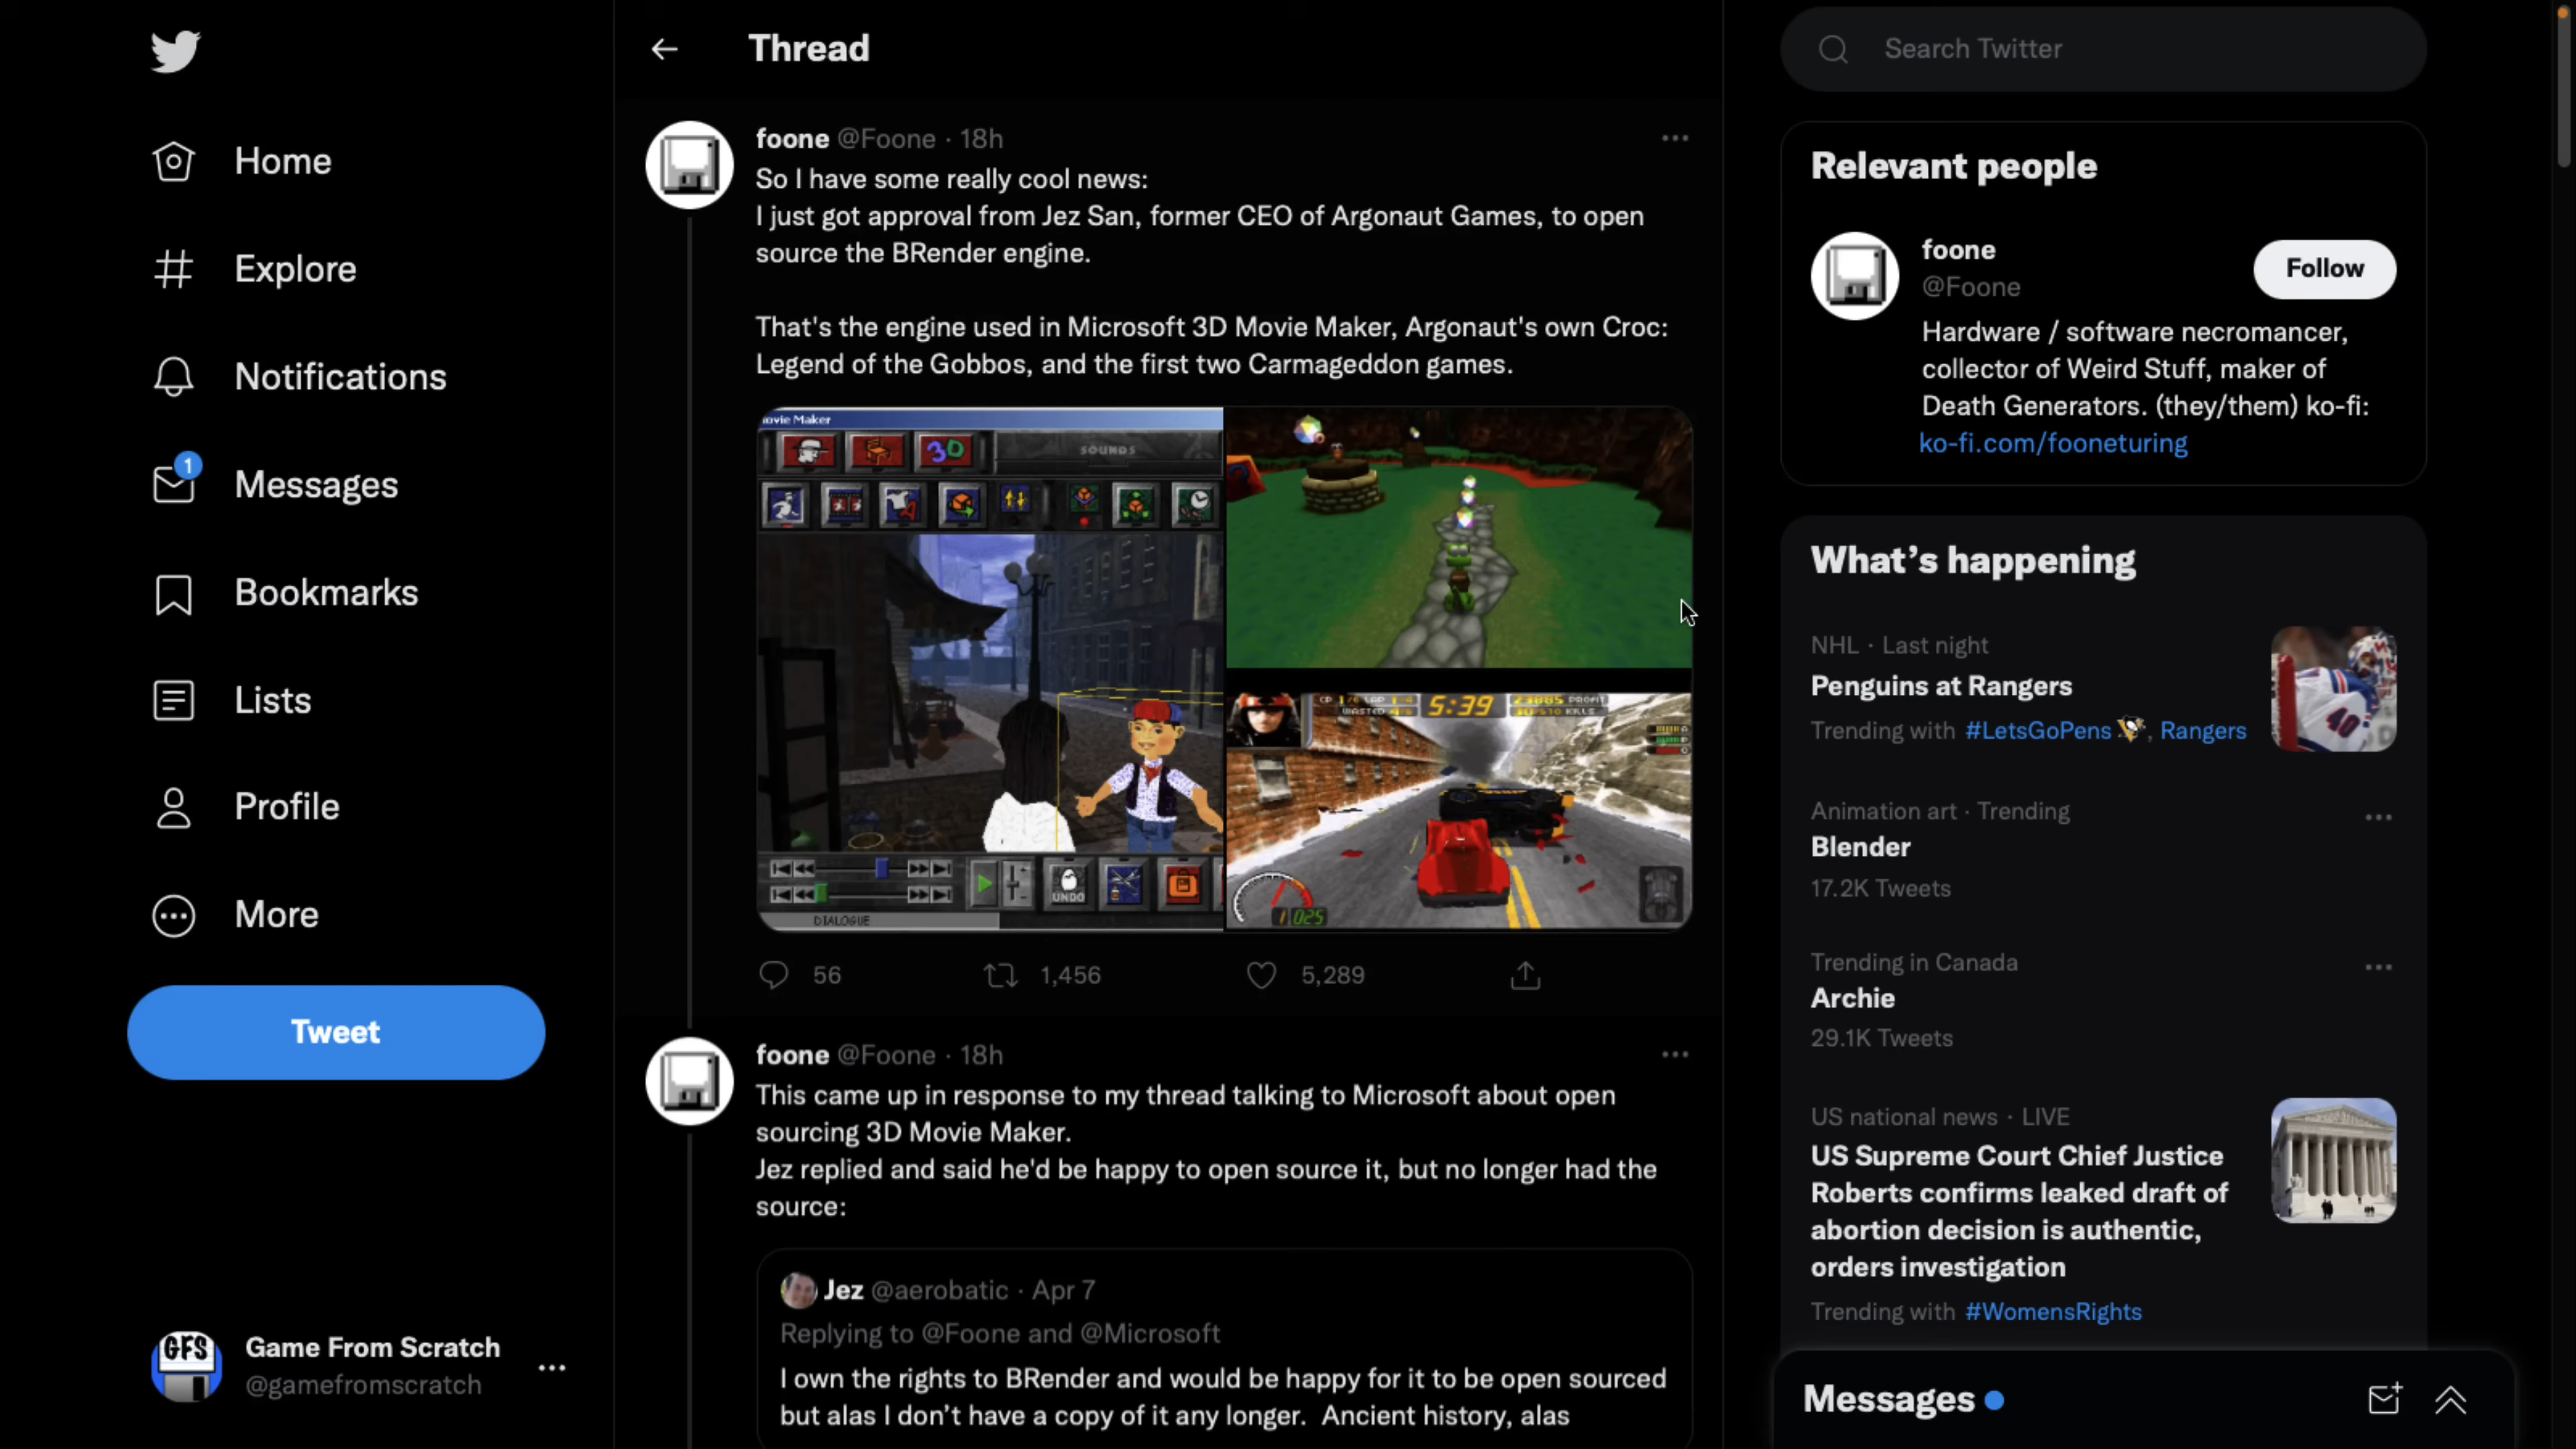 Home
Explore
Notifications
1
Messages
Bookmarks
Lists
Profile
More
Tweet
GFS
Game From Scratch
@gamefromscratch
Thread
foone @Foone · 18h
So I have some really cool news:
I just got approval from Jez San, former CEO of Argonaut Games, to open
source the BRender engine.
That's the engine used in Microsoft 3D Movie Maker, Argonaut's own Croc:
Legend of the Gobbos, and the first two Carmageddon games.
ovie Maker
3D
SOUNDS
UNDO
DIALOGUE
5:39
PROFIT
WASTED
KILLS
56
1,456
5,289
foone @Foone · 18h
This came up in response to my thread talking to Microsoft about open
sourcing 3D Movie Maker.
Jez replied and said he'd be happy to open source it, but no longer had the
source:
Jez @aerobatic · Apr 7
Replying to @Foone and @Microsoft
I own the rights to BRender and would be happy for it to be open sourced
but alas I don't have a copy of it any longer. Ancient history, alas
Search Twitter
Relevant people
foone
@Foone
Follow
Hardware / software necromancer,
collector of Weird Stuff, maker of
Death Generators. (they/them) ko-fi:
ko-fi.com/fooneturing
What's happening
NHL · Last night
Penguins at Rangers
Trending with #LetsGoPens, Rangers
40
Animation art · Trending
Blender
17.2K Tweets
Trending in Canada
Archie
29.1K Tweets
US national news · LIVE
US Supreme Court Chief Justice
Roberts confirms leaked draft of
abortion decision is authentic,
orders investigation
Trending with #WomensRights
Messages